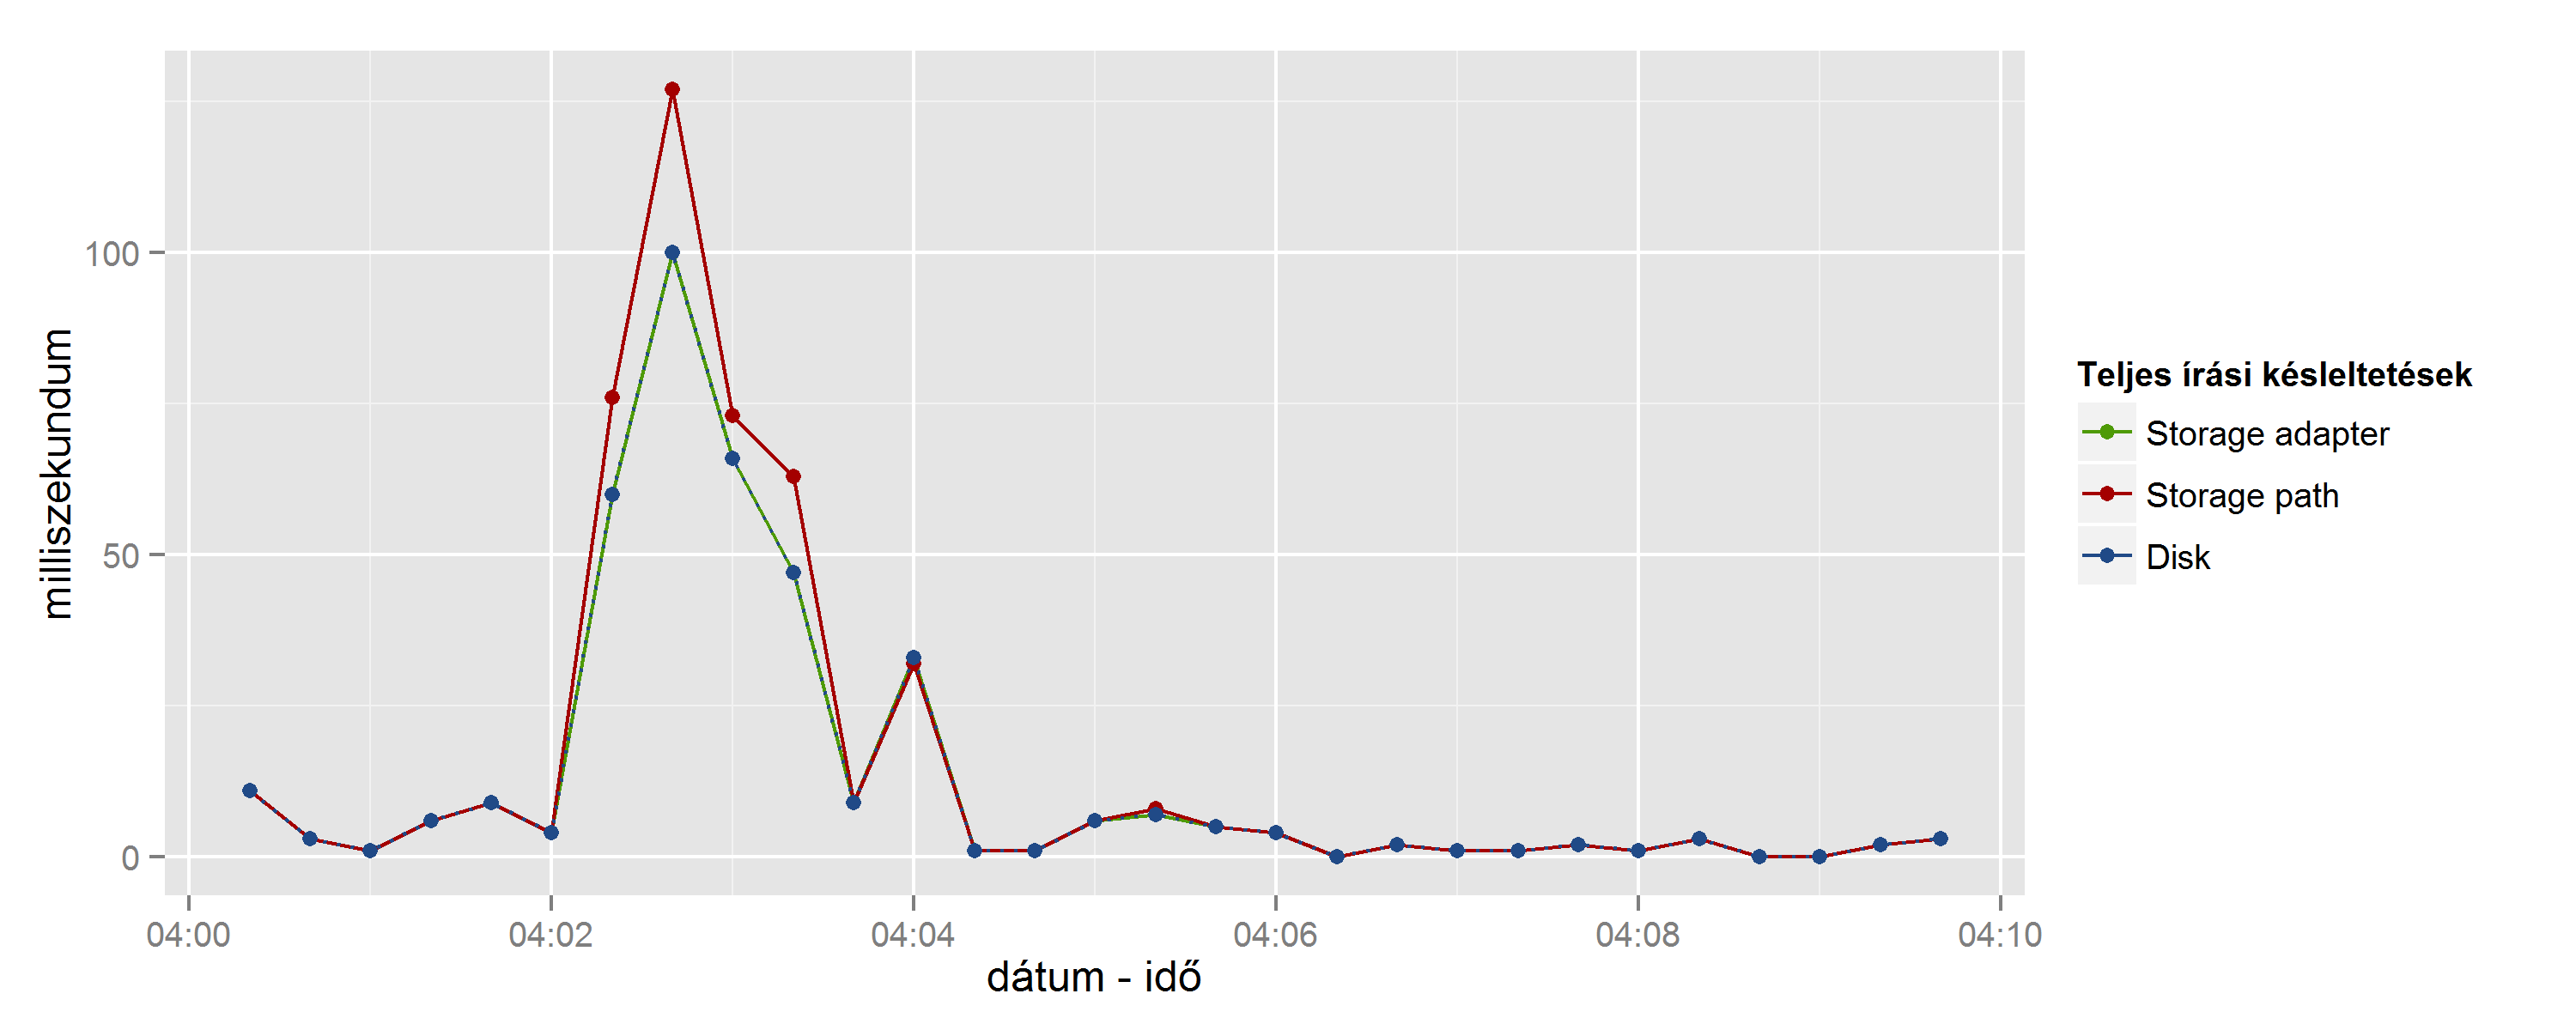 milliszekundum
100
50
0
04:00 04:02 04:04 04:06 04:08 04:10
dátum - idő
Teljes írási késleltetések
Storage adapter
Storage path
Disk